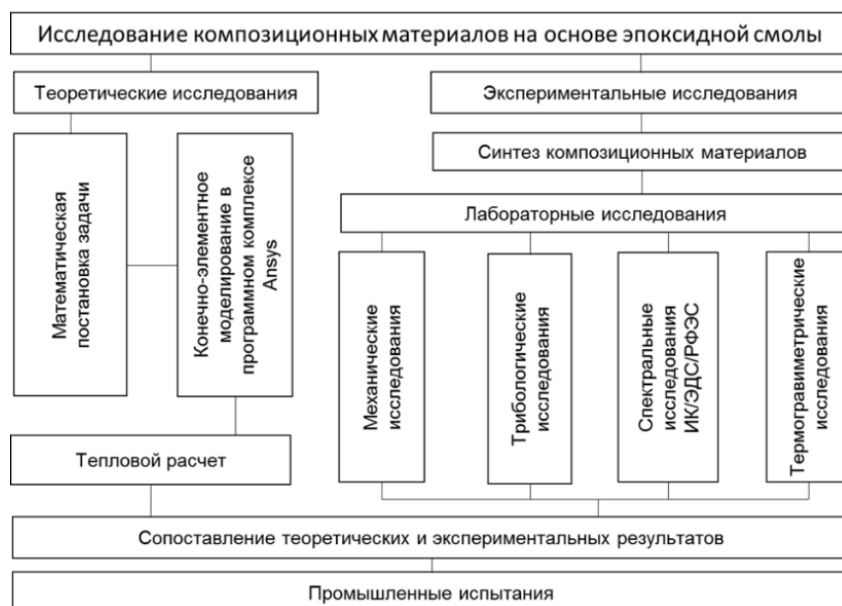 Исследование композиционных материалов на основе эпоксидной смолы
Теоретические исследования
Экспериментальные исследования
Математическая
постановка задачи
Конечно-элементное
моделирование в
программном комплексе
Ansys
Синтез композиционных материалов
Лабораторные исследования
Механические
исследования
Трибологические
исследования
Спектральные
исследования
ИК/ЭДС/РФЭС
Термогравиметрические
исследования
Тепловой расчет
Сопоставление теоретических и экспериментальных результатов
Промышленные испытания